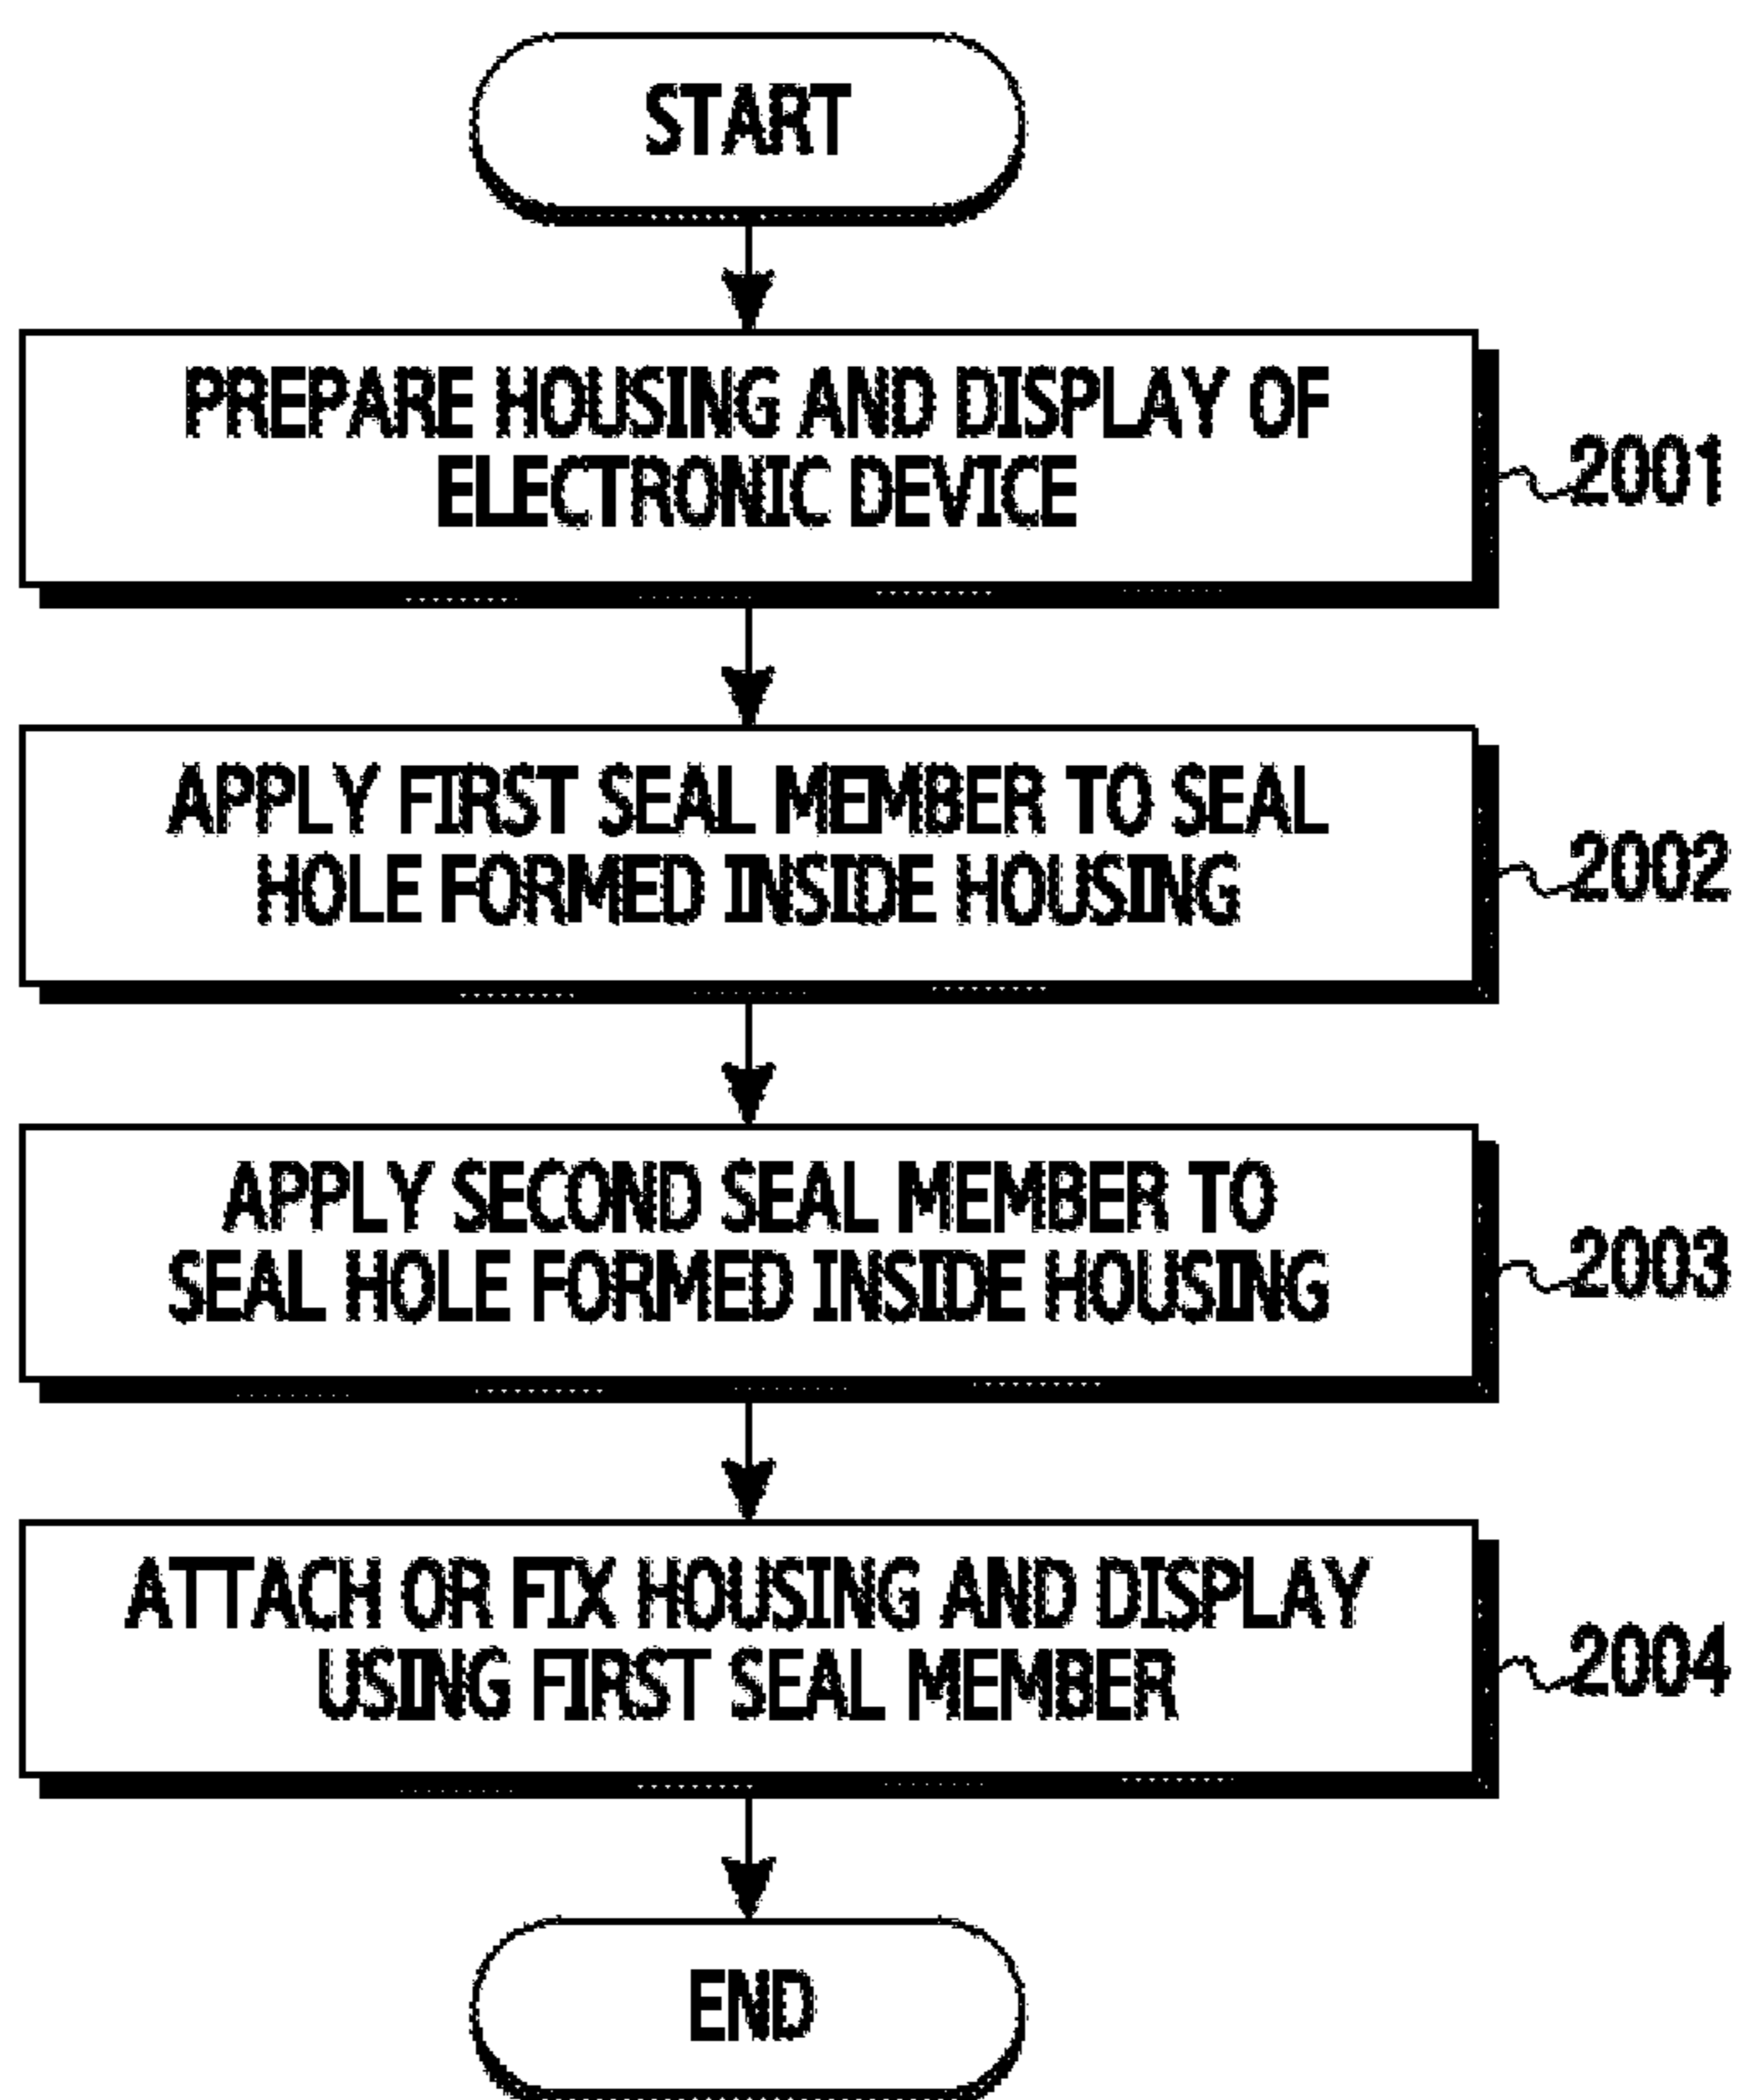 START
PREPARE HOUSING AND DISPLAY OF
ELECTRONIC DEVICE
2001
APPLY FIRST SEAL MEMBER TO SEAL
HOLE FORMED INSIDE HOUSING
2002
APPLY SECOND SEAL MEMBER TO
SEAL HOLE FORMED INSIDE HOUSING
2003
ATTACH OR FIX HOUSING AND DISPLAY
USING FIRST SEAL MEMBER
2004
END